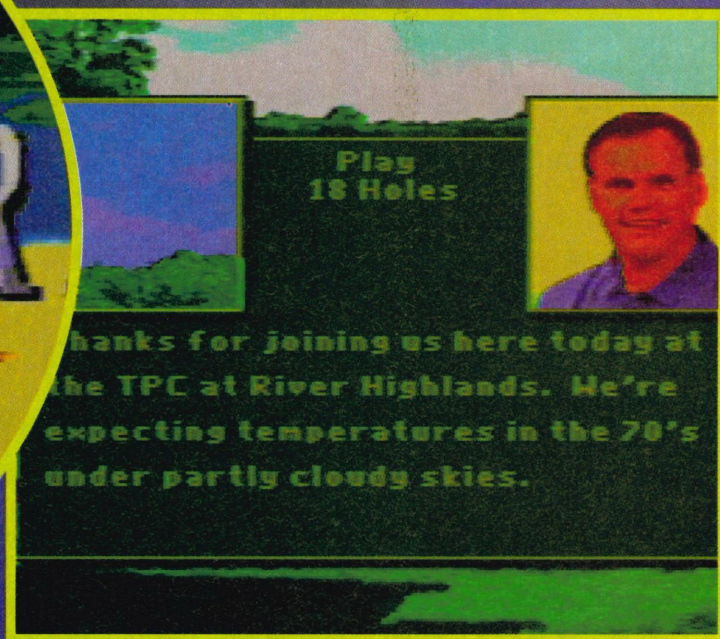 Play
18 Holes
hanks for joining us here today at
the TPC at River Highlands. We're
expecting temperatures in the 70's
under partly cloudy skies.